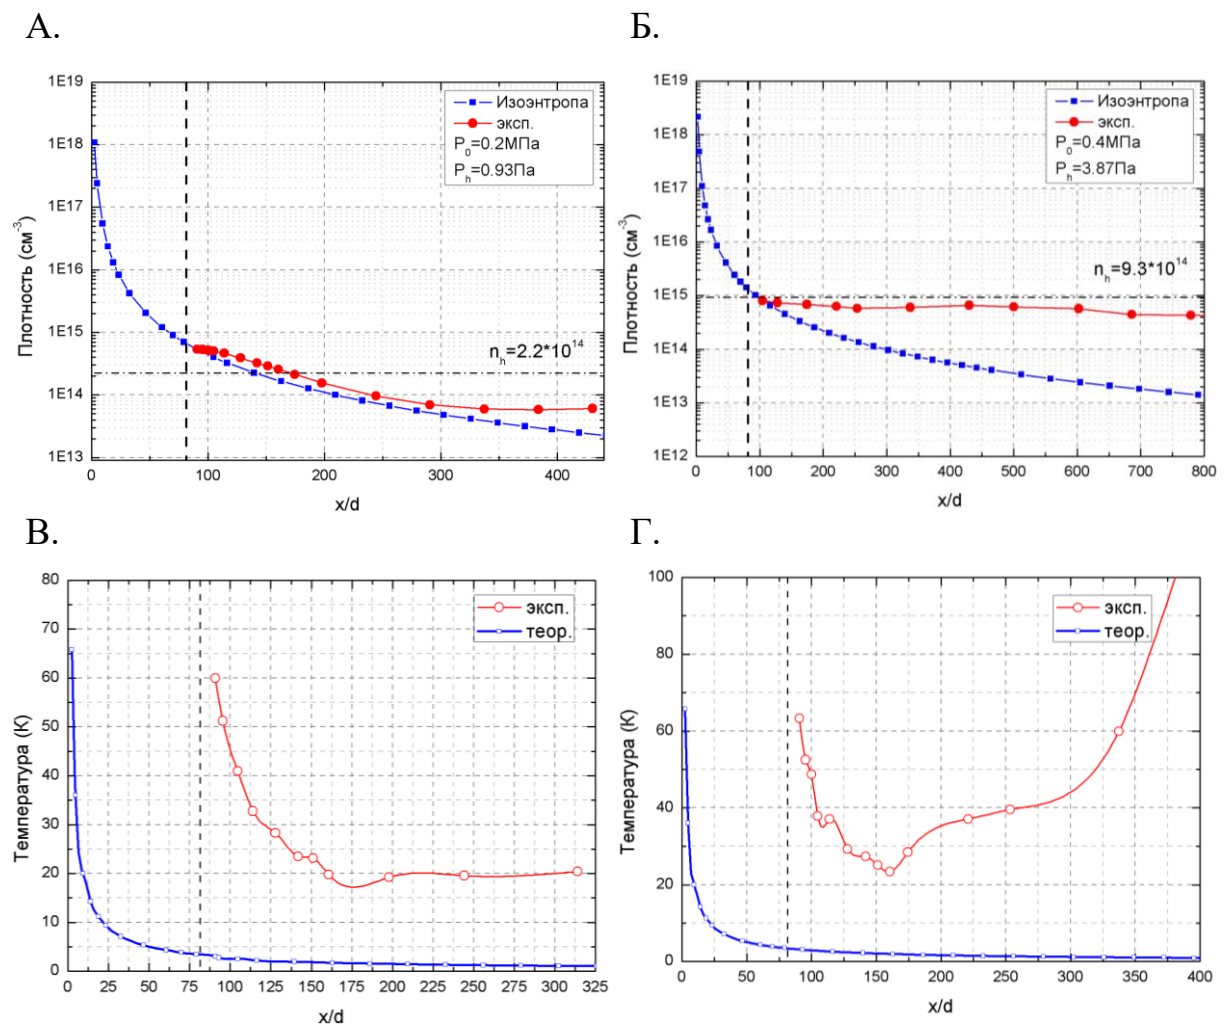 А.
1E19
1E18
1E17
1E16
1E15
1E14
1E13
Плотность (см⁻³)
Изоэнтропа
эксп.
P₀=0.2МПа
Pₕ=0.93Па
nₕ=2.2*10¹⁴
0 100 200 300 400
x/d
Б.
1E19
1E18
1E17
1E16
1E15
1E14
1E13
1E12
Плотность (см⁻³)
Изоэнтропа
эксп.
P₀=0.4МПа
Pₕ=3.87Па
nₕ=9.3*10¹⁴
0 100 200 300 400 500 600 700 800
x/d
В.
80
70
60
50
40
30
20
10
0
Температура (К)
эксп.
теор.
0 25 50 75 100 125 150 175 200 225 250 275 300 325
x/d
Г.
100
80
60
40
20
0
Температура (К)
эксп.
теор.
0 50 100 150 200 250 300 350 400
x/d